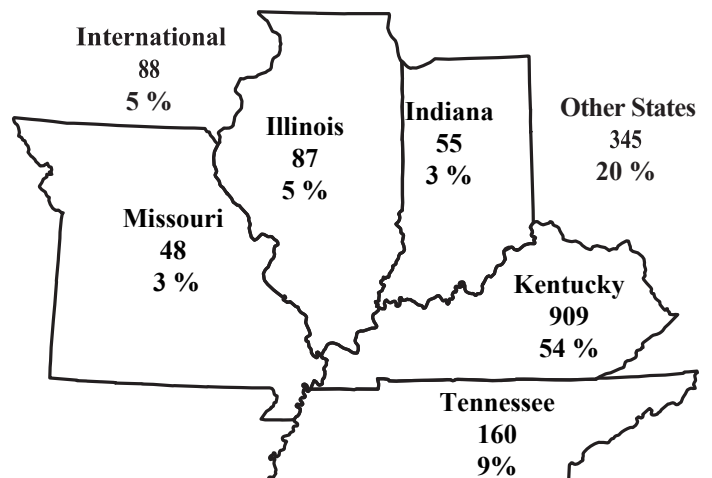 International
88
5 %
Illinois
87
5 %
Indiana
55
3 %
Other States
345
20 %
Missouri
48
3 %
Kentucky
909
54 %
Tennessee
160
9%